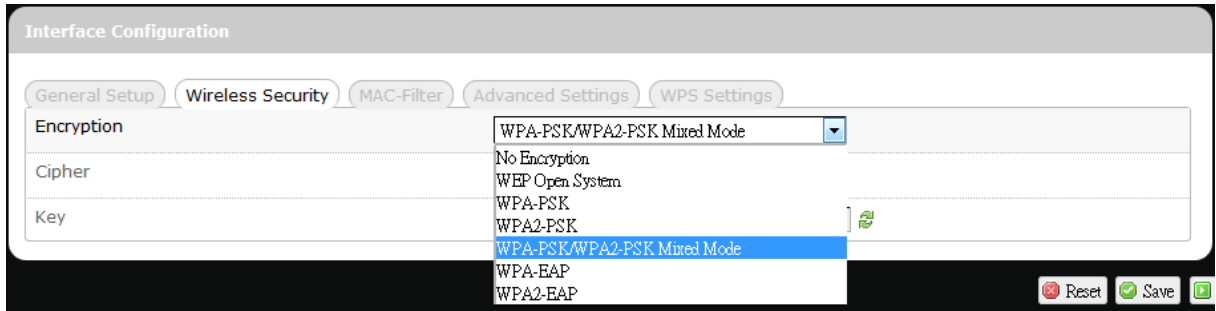 Interface Configuration
General Setup Wireless Security MAC-Filter Advanced Settings WPS Settings
Encryption WPA-PSK/WPA2-PSK Mixed Mode
No Encryption
Cipher
WEP Open System
WPA-PSK
Key
WPA2-PSK
WPA-PSK/WPA2-PSK Mixed Mode
WPA-EAP
WPA2-EAP
Reset Save